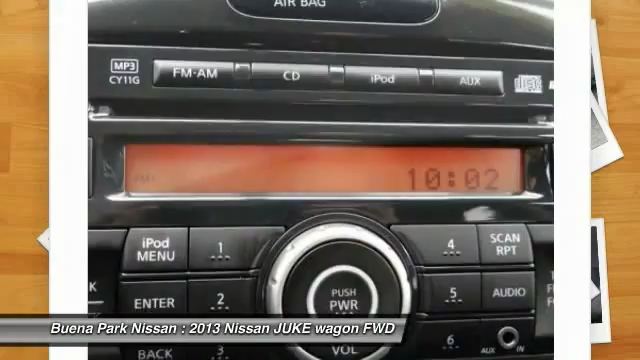 AIR BAG
MP3
CY11G
FM·AM
CD
iPod
AUX
10:02
iPod
MENU
1
4
SCAN
RPT
ENTER
2
PUSH
PWR
5
AUDIO
Buena Park Nissan : 2013 Nissan JUKE wagon FWD
BACK
3
VOL
6
AUX IN